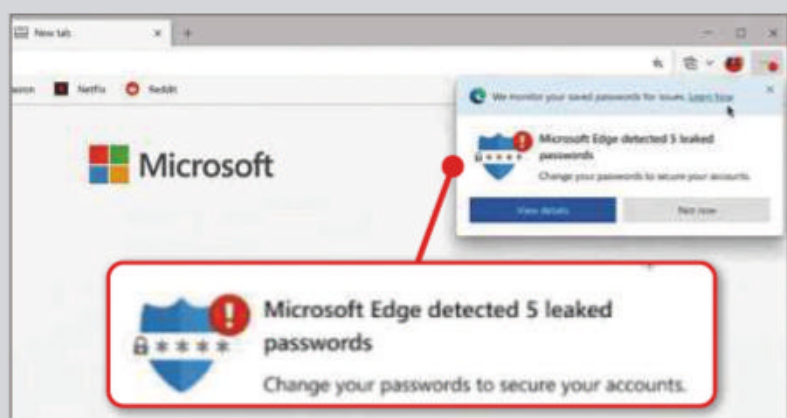 New tab
Netflix
Reddit
We monitor your saved passwords for issues. Learn how
Microsoft Edge detected 5 leaked
passwords
Change your passwords to secure your accounts.
View details
Not now
Microsoft
Microsoft Edge detected 5 leaked
passwords
Change your passwords to secure your accounts.